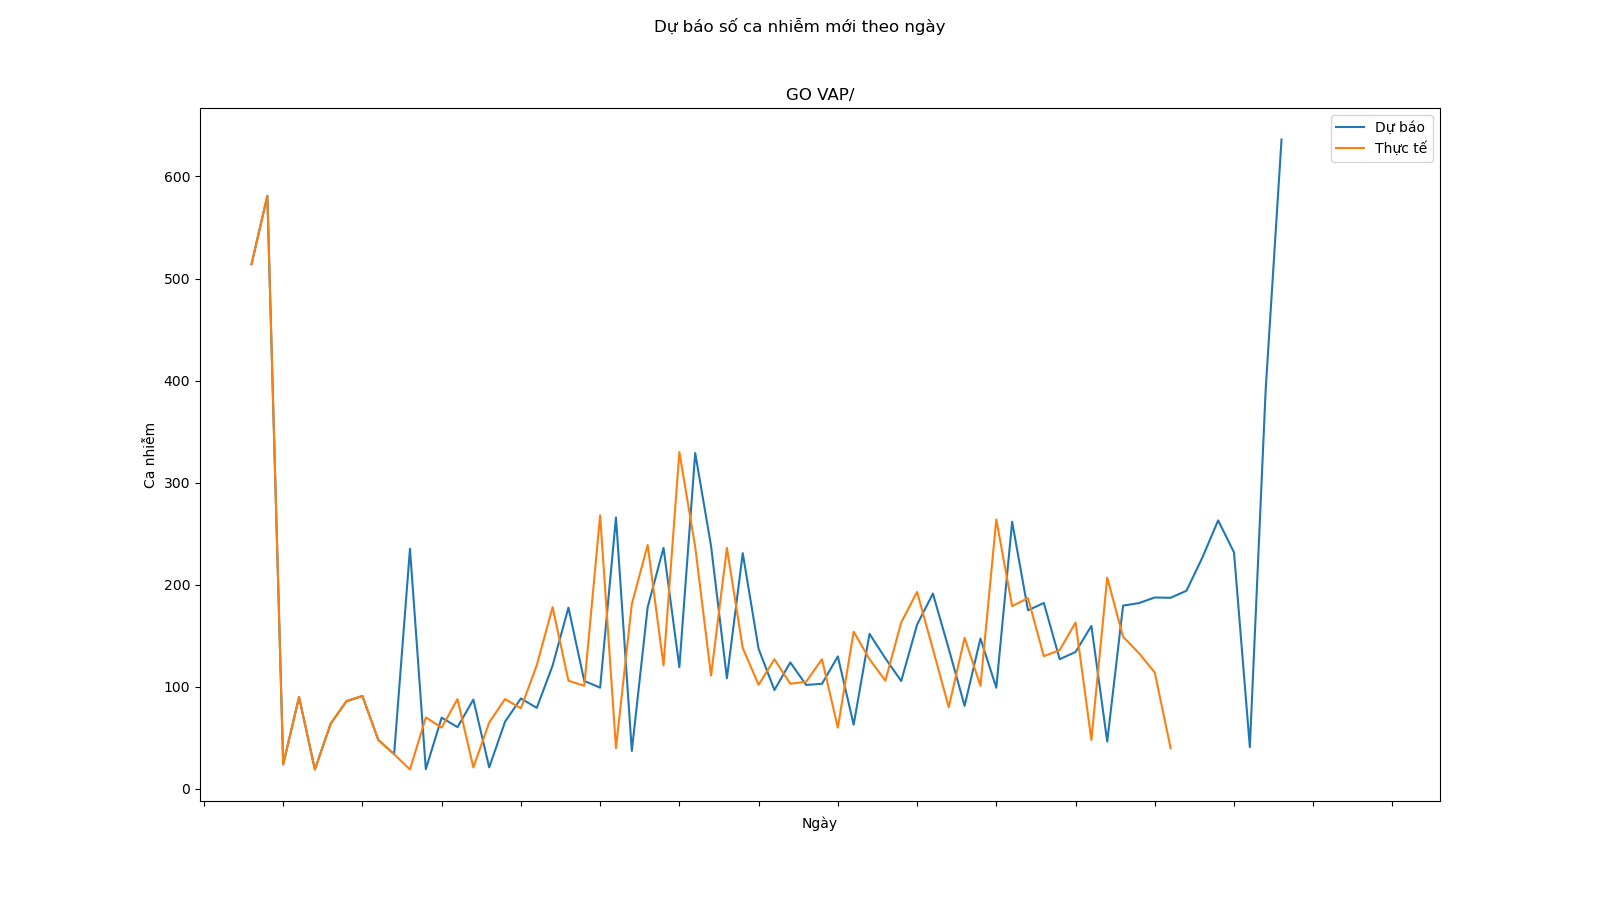 Dự báo số ca nhiễm mới theo ngày
GO VAP/
Dự báo
Thực tế
600
500
400
300
200
100
0
Ca nhiễm
Ngày